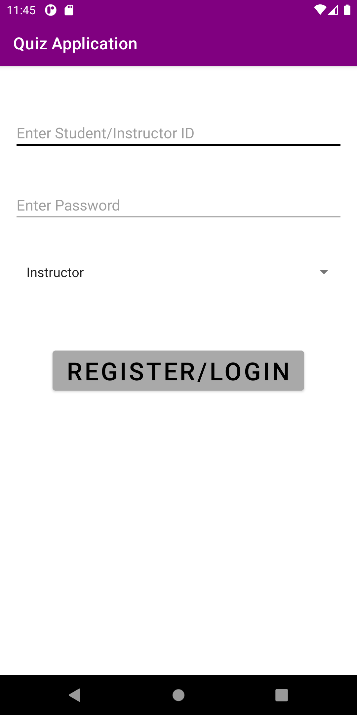 11:45
Quiz Application
Enter Student/Instructor ID
Enter Password
Instructor
REGISTER/LOGIN